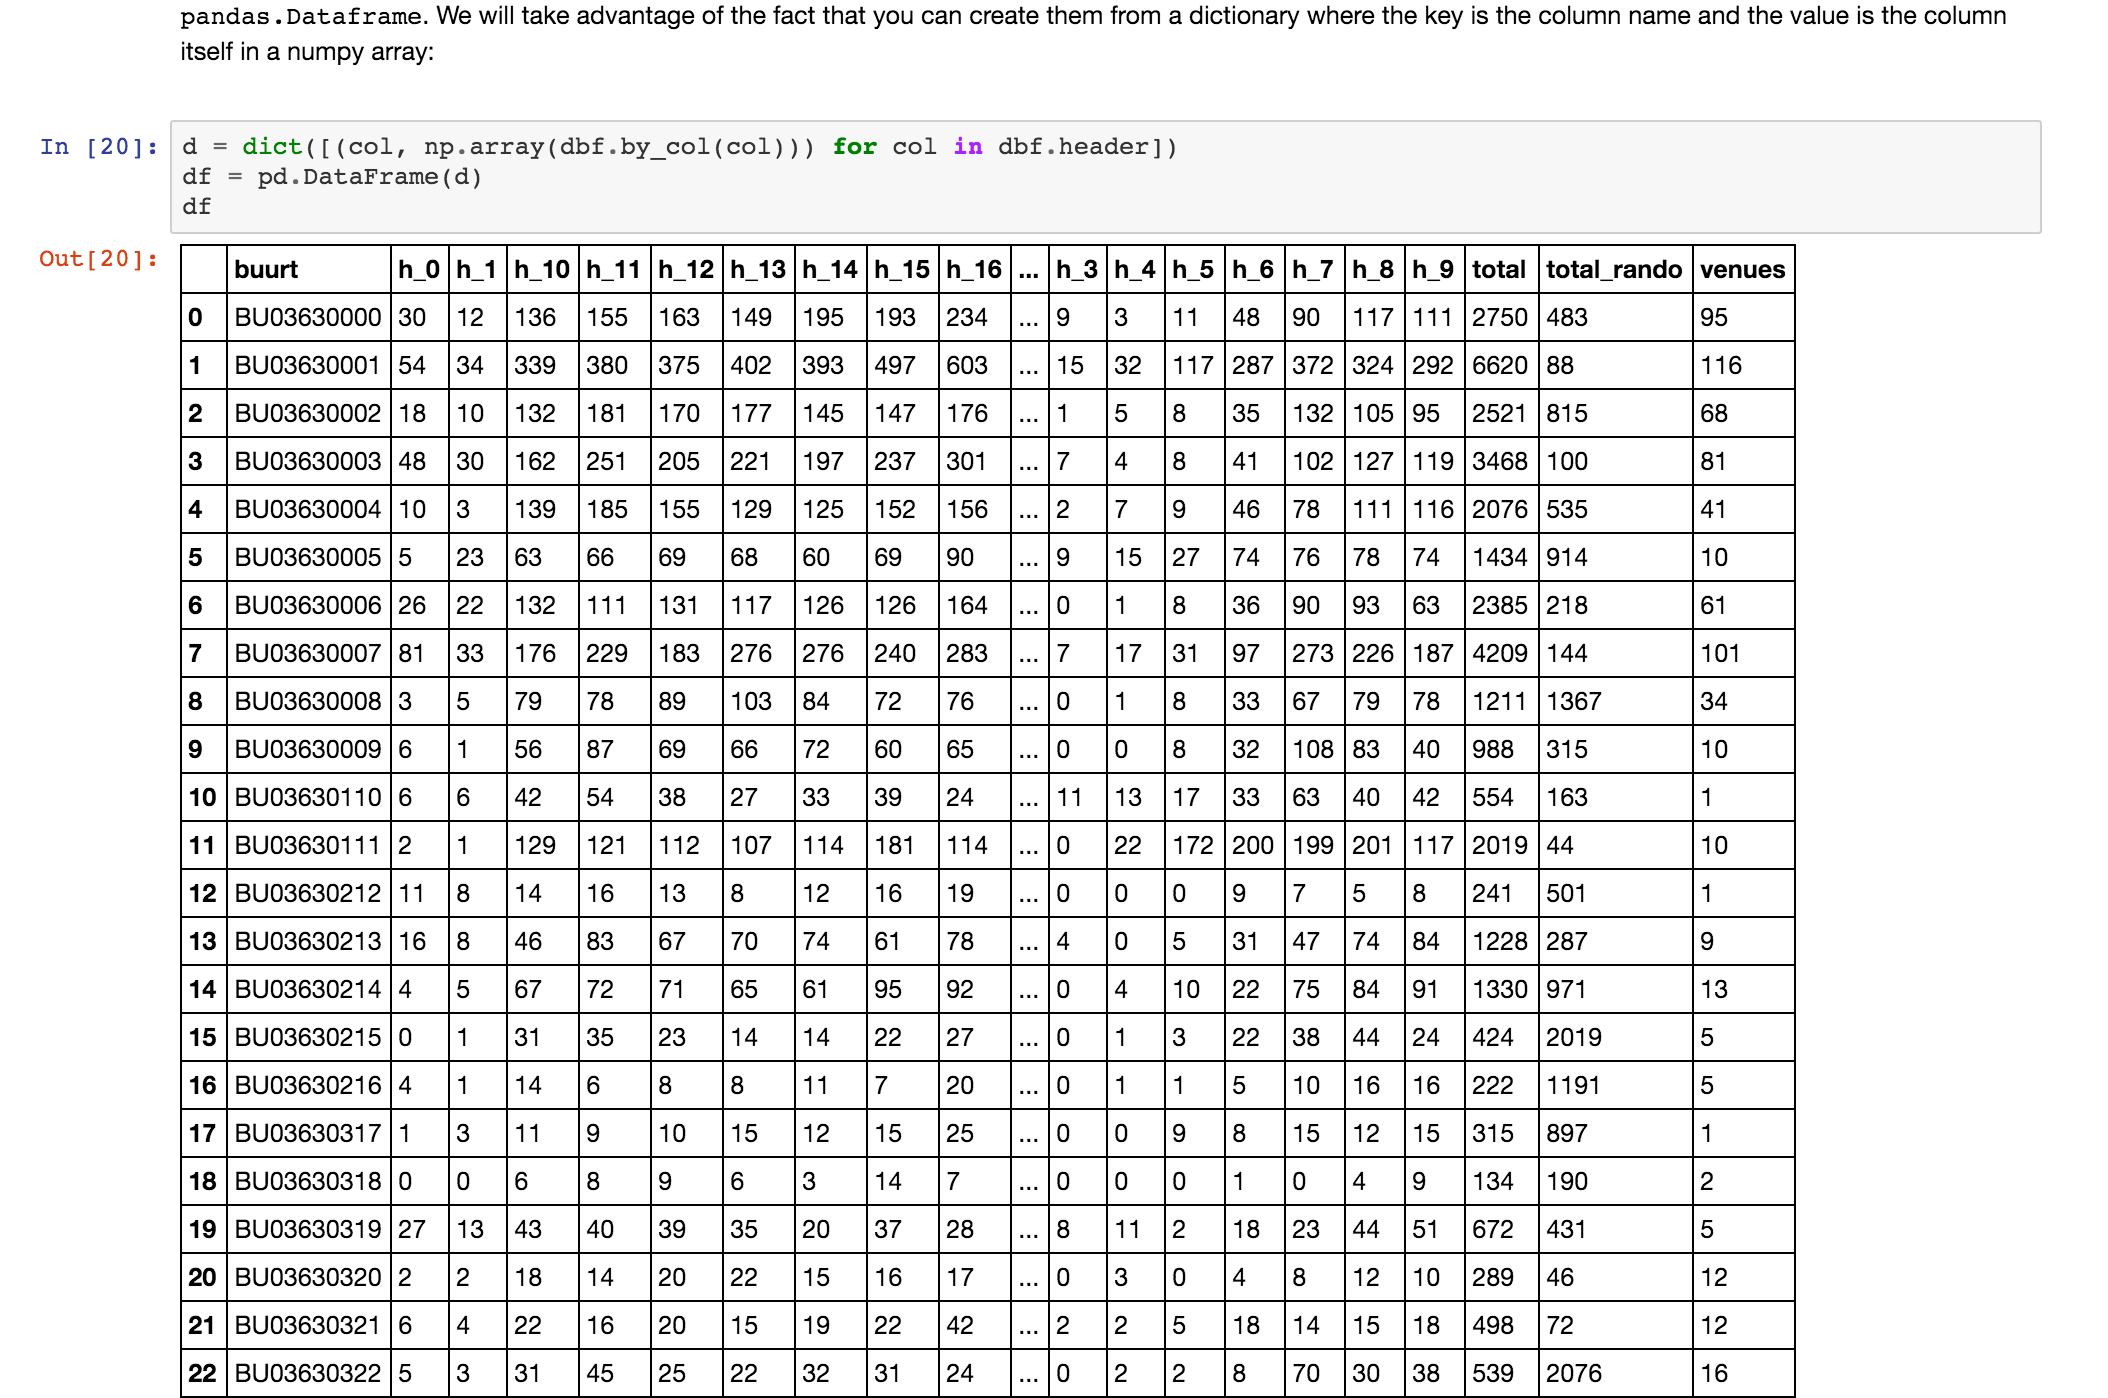 pandas.Dataframe. We will take advantage of the fact that you can create them from a dictionary where the key is the column name and the value is the column
itself in a numpy array:
In [20]: d = dict([(col, np.array(dbf.by_col(col))) for col in dbf.header])
df = pd.DataFrame(d)
df
Out[20]:
buurt h_0 h_1 h_10 h_11 h_12 h_13 h_14 h_15 h_16 ... h_3 h_4 h_5 h_6 h_7 h_8 h_9 total total_rando venues
0 BU03630000 30 12 136 155 163 149 195 193 234 ... 9 3 11 48 90 117 111 2750 483 95
1 BU03630001 54 34 339 380 375 402 393 497 603 ... 15 32 117 287 372 324 292 6620 88 116
2 BU03630002 18 10 132 181 170 177 145 147 176 ... 1 5 8 35 132 105 95 2521 815 68
3 BU03630003 48 30 162 251 205 221 197 237 301 ... 7 4 8 41 102 127 119 3468 100 81
4 BU03630004 10 3 139 185 155 129 125 152 156 ... 2 7 9 46 78 111 116 2076 535 41
5 BU03630005 5 23 63 66 69 68 60 69 90 ... 9 15 27 74 76 78 74 1434 914 10
6 BU03630006 26 22 132 111 131 117 126 126 164 ... 0 1 8 36 90 93 63 2385 218 61
7 BU03630007 81 33 176 229 183 276 276 240 283 ... 7 17 31 97 273 226 187 4209 144 101
8 BU03630008 3 5 79 78 89 103 84 72 76 ... 0 1 8 33 67 79 78 1211 1367 34
9 BU03630009 6 1 56 87 69 66 72 60 65 ... 0 0 8 32 108 83 40 988 315 10
10 BU03630110 6 6 42 54 38 27 33 39 24 ... 11 13 17 33 63 40 42 554 163 1
11 BU03630111 2 1 129 121 112 107 114 181 114 ... 0 22 172 200 199 201 117 2019 44 10
12 BU03630212 11 8 14 16 13 8 12 16 19 ... 0 0 0 9 7 5 8 241 501 1
13 BU03630213 16 8 46 83 67 70 74 61 78 ... 4 0 5 31 47 74 84 1228 287 9
14 BU03630214 4 5 67 72 71 65 61 95 92 ... 0 4 10 22 75 84 91 1330 971 13
15 BU03630215 0 1 31 35 23 14 14 22 27 ... 0 1 3 22 38 44 24 424 2019 5
16 BU03630216 4 1 14 6 8 8 11 7 20 ... 0 1 1 5 10 16 16 222 1191 5
17 BU03630317 1 3 11 9 10 15 12 15 25 ... 0 0 9 8 15 12 15 315 897 1
18 BU03630318 0 0 6 8 9 6 3 14 7 ... 0 0 0 1 0 4 9 134 190 2
19 BU03630319 27 13 43 40 39 35 20 37 28 ... 8 11 2 18 23 44 51 672 431 5
20 BU03630320 2 2 18 14 20 22 15 16 17 ... 0 3 0 4 8 12 10 289 46 12
21 BU03630321 6 4 22 16 20 15 19 22 42 ... 2 2 5 18 14 15 18 498 72 12
22 BU03630322 5 3 31 45 25 22 32 31 24 ... 0 2 2 8 70 30 38 539 2076 16